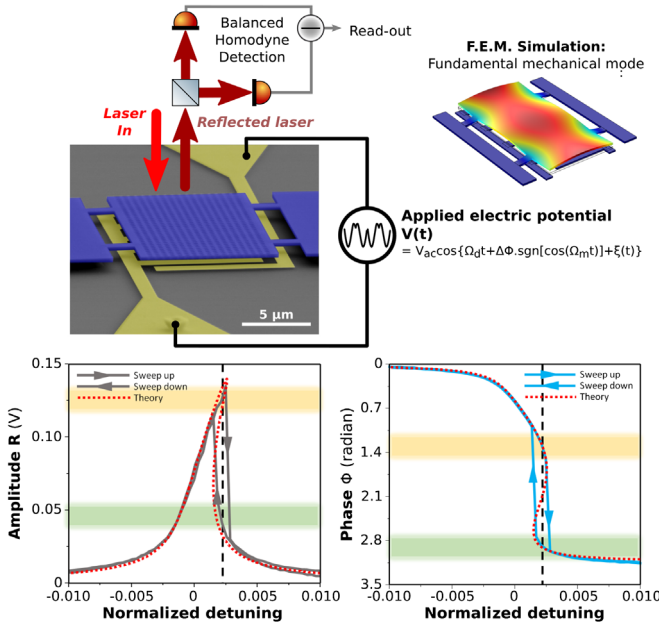 Balanced
Homodyne
Detection
Read-out
F.E.M. Simulation:
Fundamental mechanical mode
Laser
In
Reflected laser
Applied electric potential
V(t)
= Vaccos{Ωdt+ΔΦ.sgn[cos(Ωmt)]+ξ(t)}
5 μm
Sweep up
Sweep down
Theory
Amplitude R (V)
0.15
0.10
0.05
0
-0.010
-0.005
0
0.005
0.010
Normalized detuning
Sweep up
Sweep down
Theory
Phase Φ (radian)
0
0.7
1.4
2.1
2.8
3.5
-0.010
-0.005
0
0.005
0.010
Normalized detuning